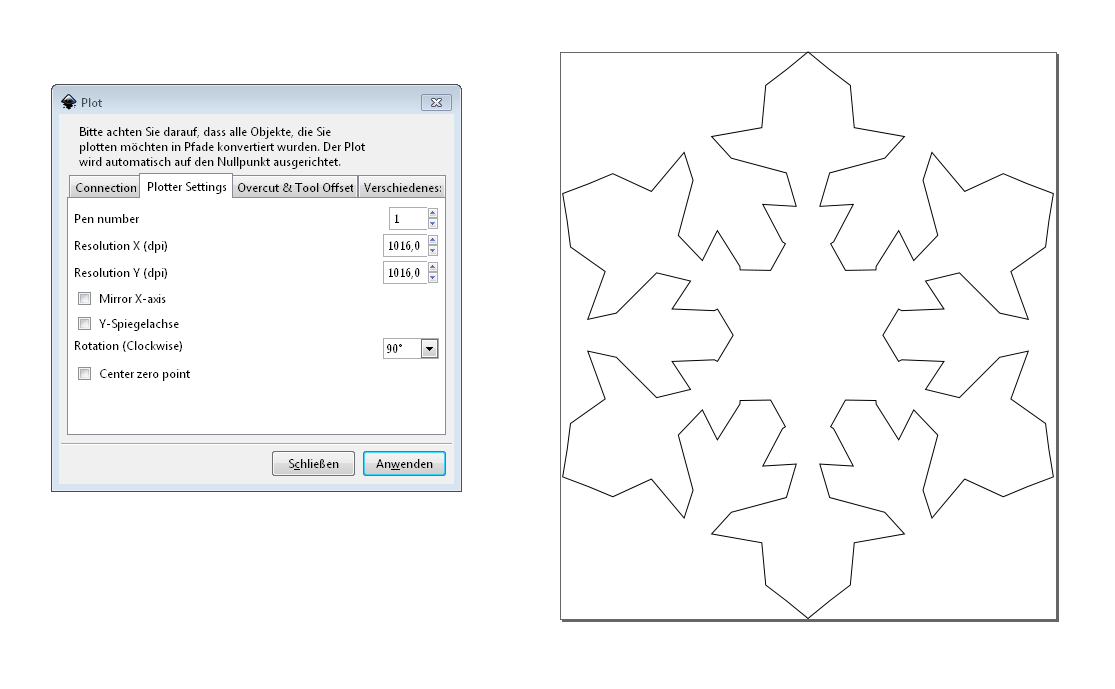 Plot
Bitte achten Sie darauf, dass alle Objekte, die Sie
plotten möchten in Pfade konvertiert wurden. Der Plot
wird automatisch auf den Nullpunkt ausgerichtet.
Connection Plotter Settings Overcut & Tool Offset Verschiedenes:
Pen number 1
Resolution X (dpi) 1016,0
Resolution Y (dpi) 1016,0
Mirror X-axis
Y-Spiegelachse
Rotation (Clockwise) 90°
Center zero point
Schließen Anwenden